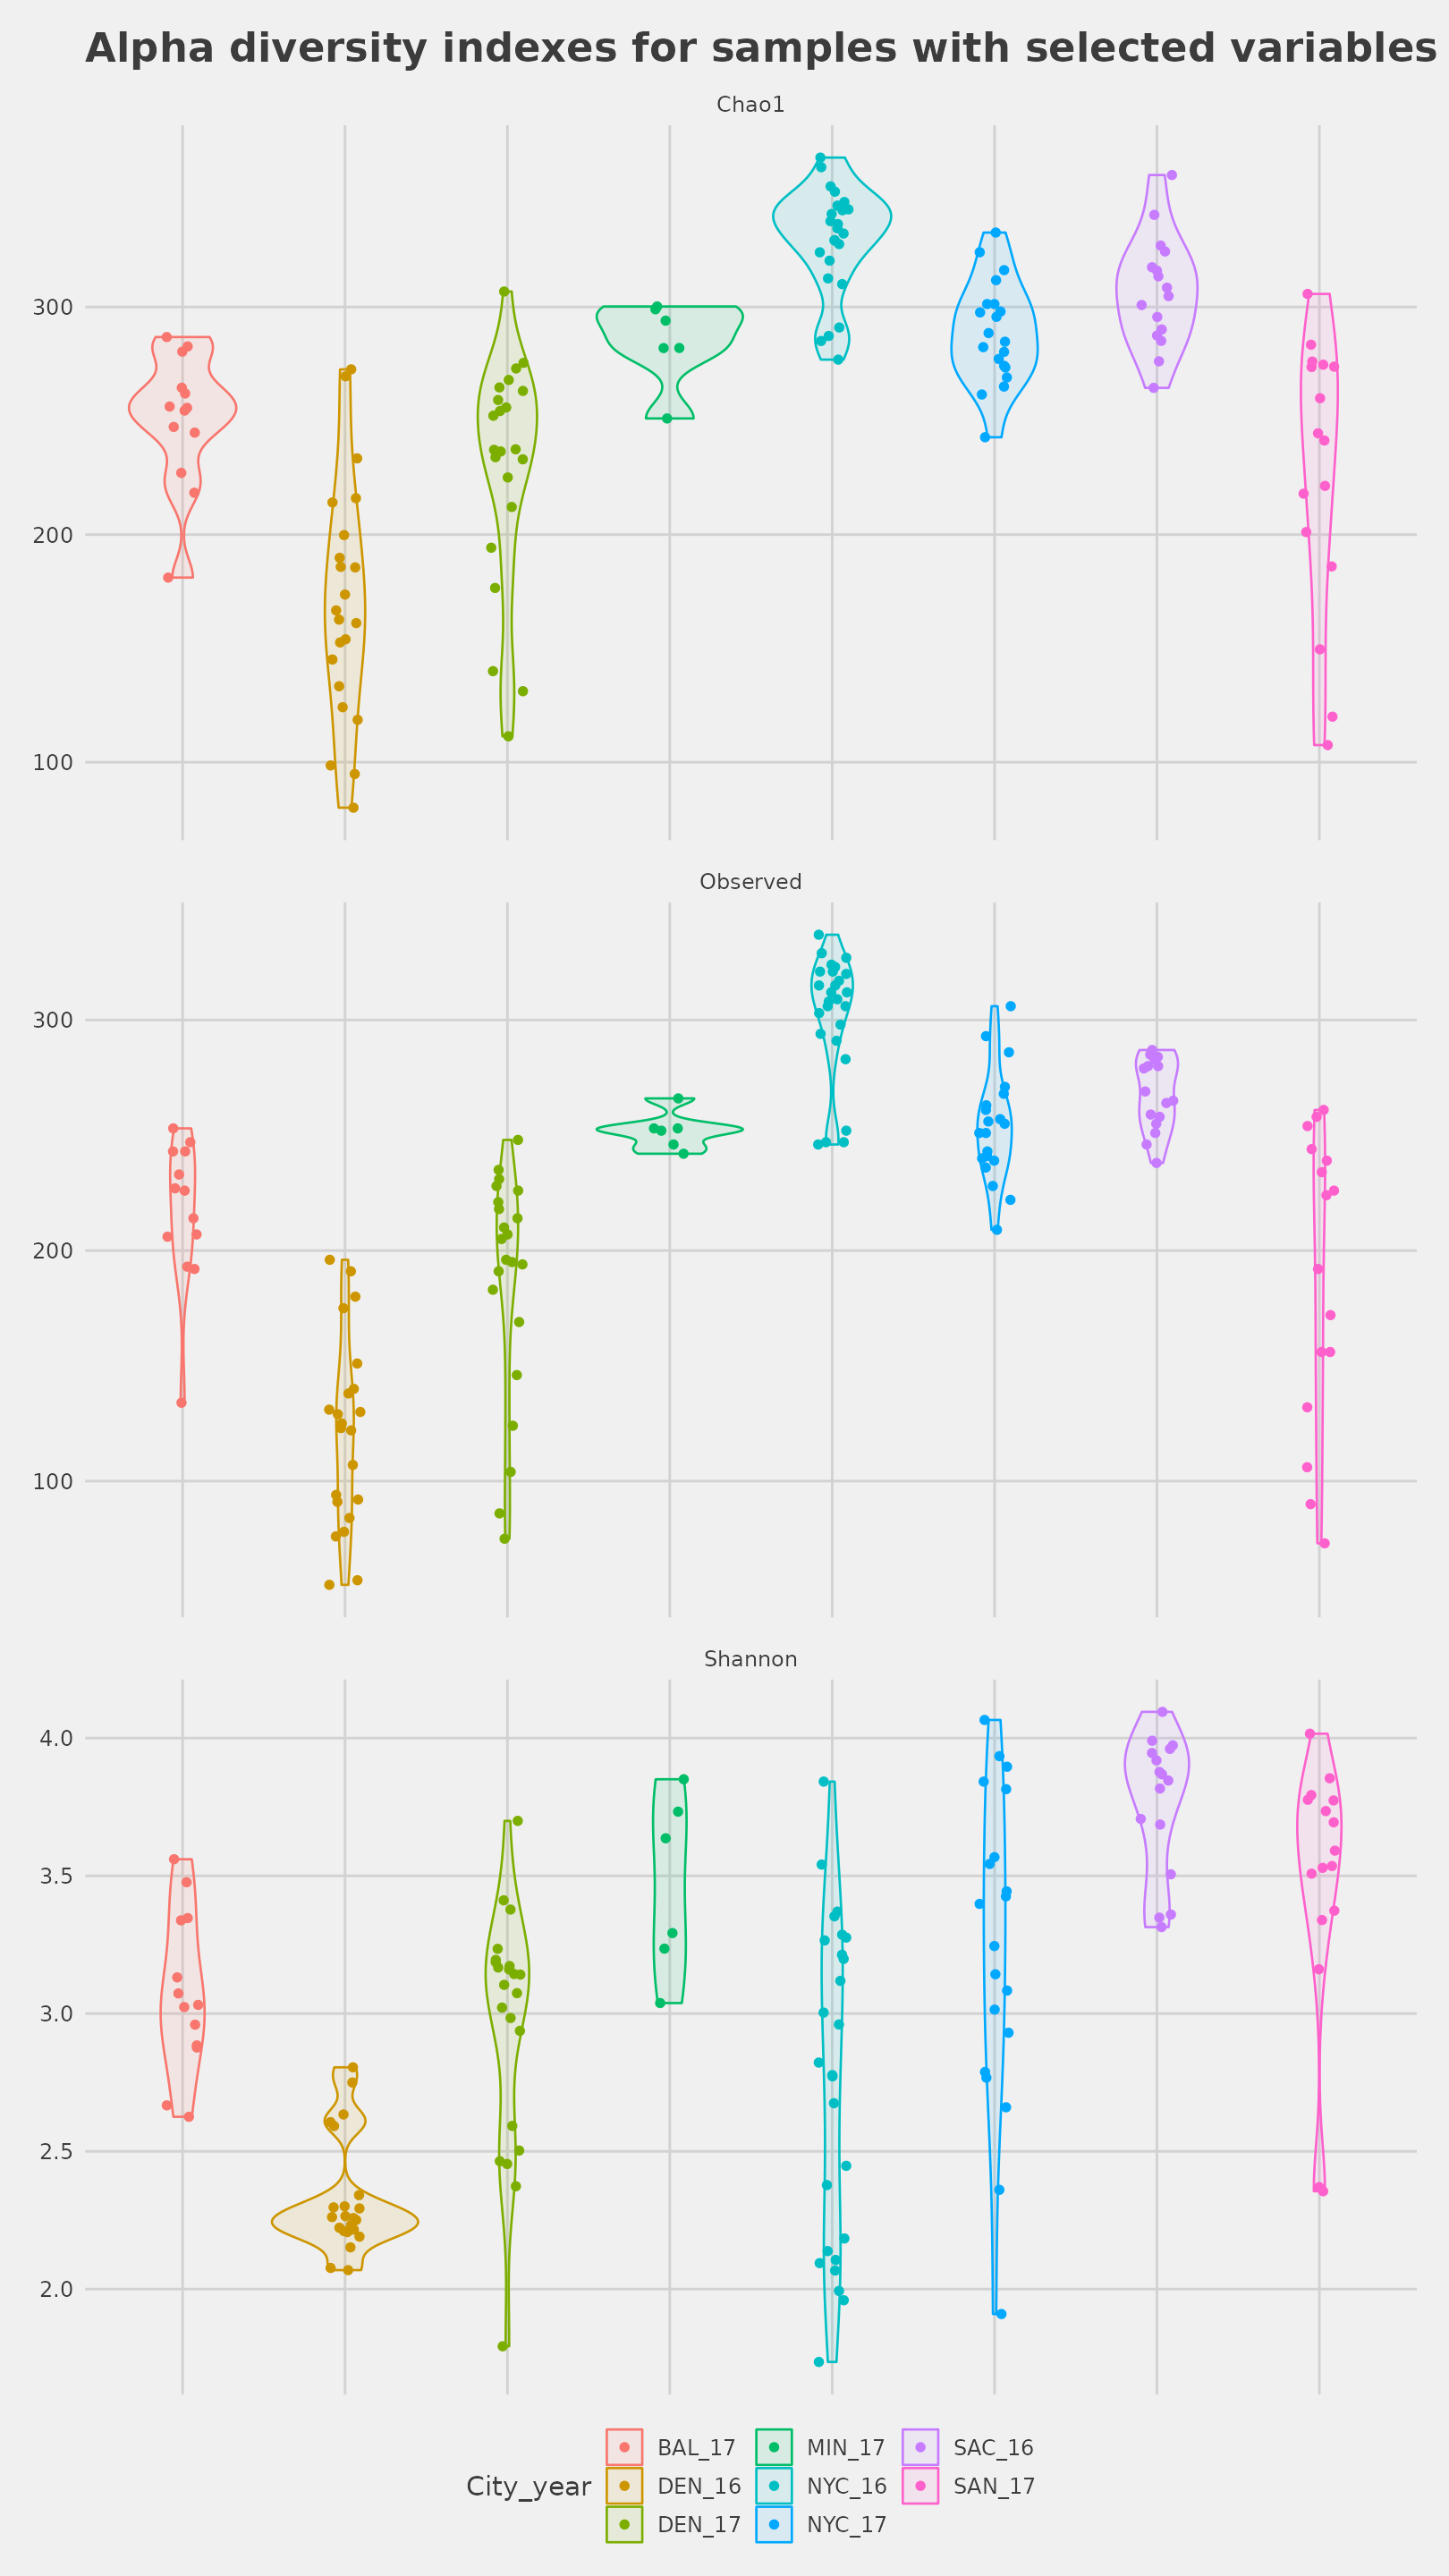 Alpha diversity indexes for samples with selected variables
Chao1
300
200
100
Observed
300
200
100
Shannon
4.0
3.5
3.0
2.5
2.0
City_year
BAL_17 MIN_17 SAC_16
DEN_16 NYC_16 SAN_17
DEN_17 NYC_17